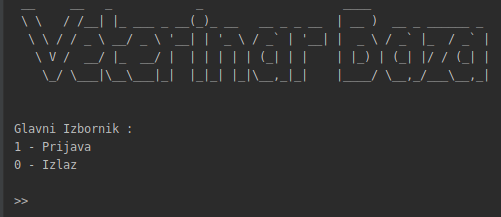 Veterinar Baza
Glavni Izbornik :
1 - Prijava
0 - Izlaz
>>